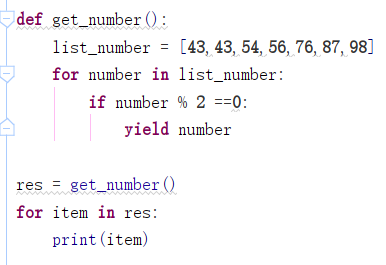 def get_number():
    list_number = [43, 43, 54, 56, 76, 87, 98]
    for number in list_number:
        if number % 2 ==0:
            yield number
res = get_number()
for item in res:
    print(item)